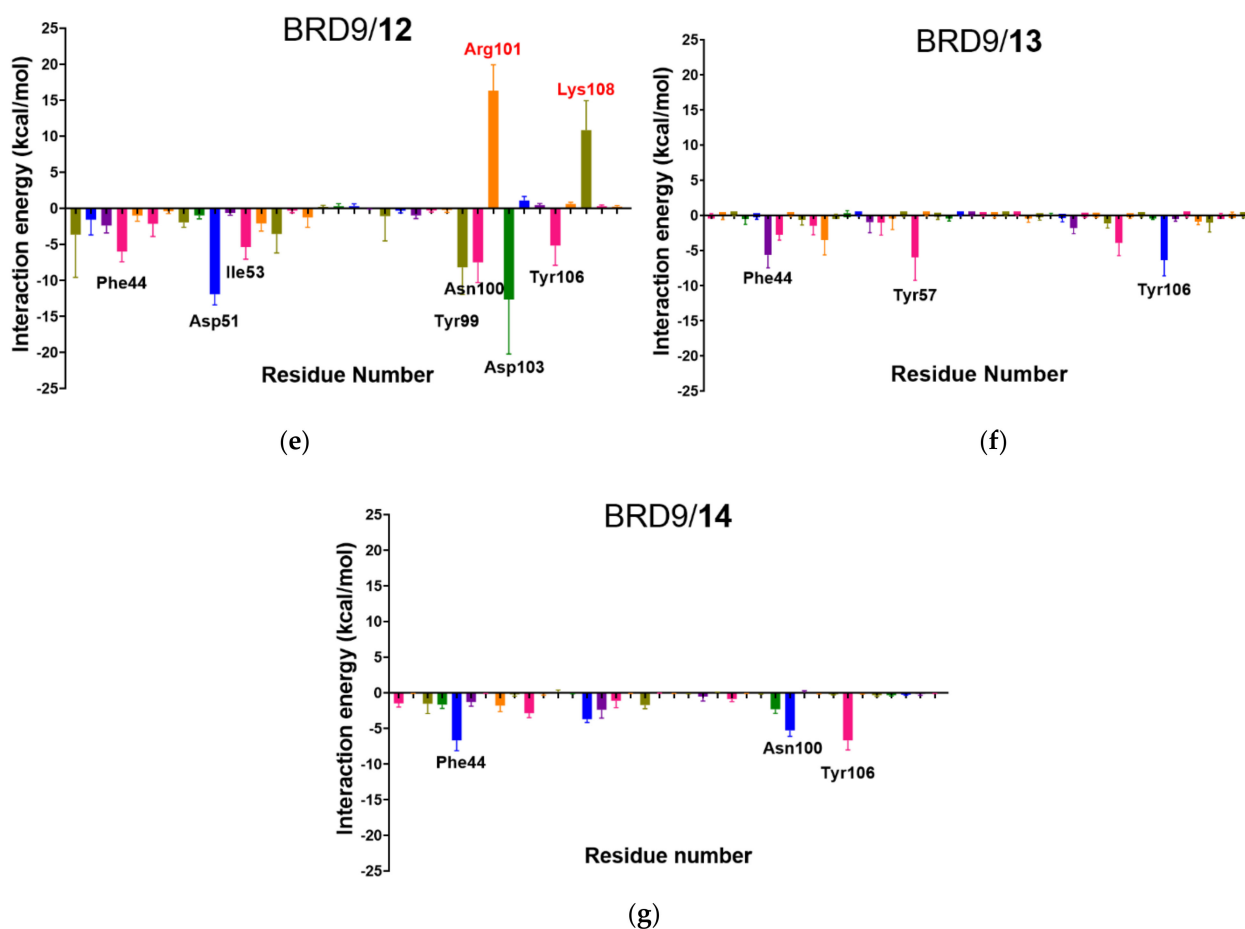 BRD9/12
Interaction energy (kcal/mol)
25
20
15
10
5
0
-5
-10
-15
-20
-25
Arg101
Lys108
Phe44
Ile53
Asp51
Asn100
Tyr99
Tyr106
Asp103
Residue Number
(e)
BRD9/13
Interaction energy (kcal/mol)
25
20
15
10
5
0
-5
-10
-15
-20
-25
Phe44
Tyr57
Tyr106
Residue Number
(f)
BRD9/14
Interaction energy (kcal/mol)
25
20
15
10
5
0
-5
-10
-15
-20
-25
Phe44
Asn100
Tyr106
Residue number
(g)